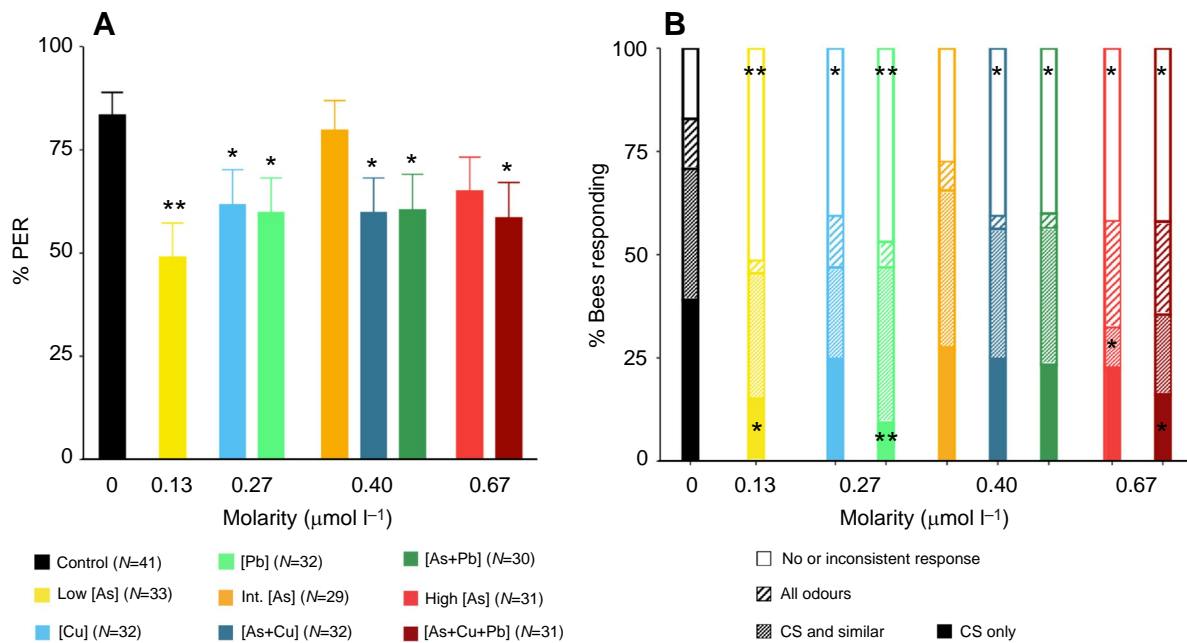 A
100
75
50
25
0
% PER
**
*
*
*
*
*
0 0.13 0.27 0.40 0.67
Molarity (μmol l–1)
Control (N=41)
Low [As] (N=33)
[Cu] (N=32)
[Pb] (N=32)
Int. [As] (N=29)
[As+Cu] (N=32)
[As+Pb] (N=30)
High [As] (N=31)
[As+Cu+Pb] (N=31)
B
100
75
50
25
0
% Bees responding
** * ** * * * *
*
* ** *
0 0.13 0.27 0.40 0.67
Molarity (μmol l–1)
No or inconsistent response
All odours
CS and similar
CS only